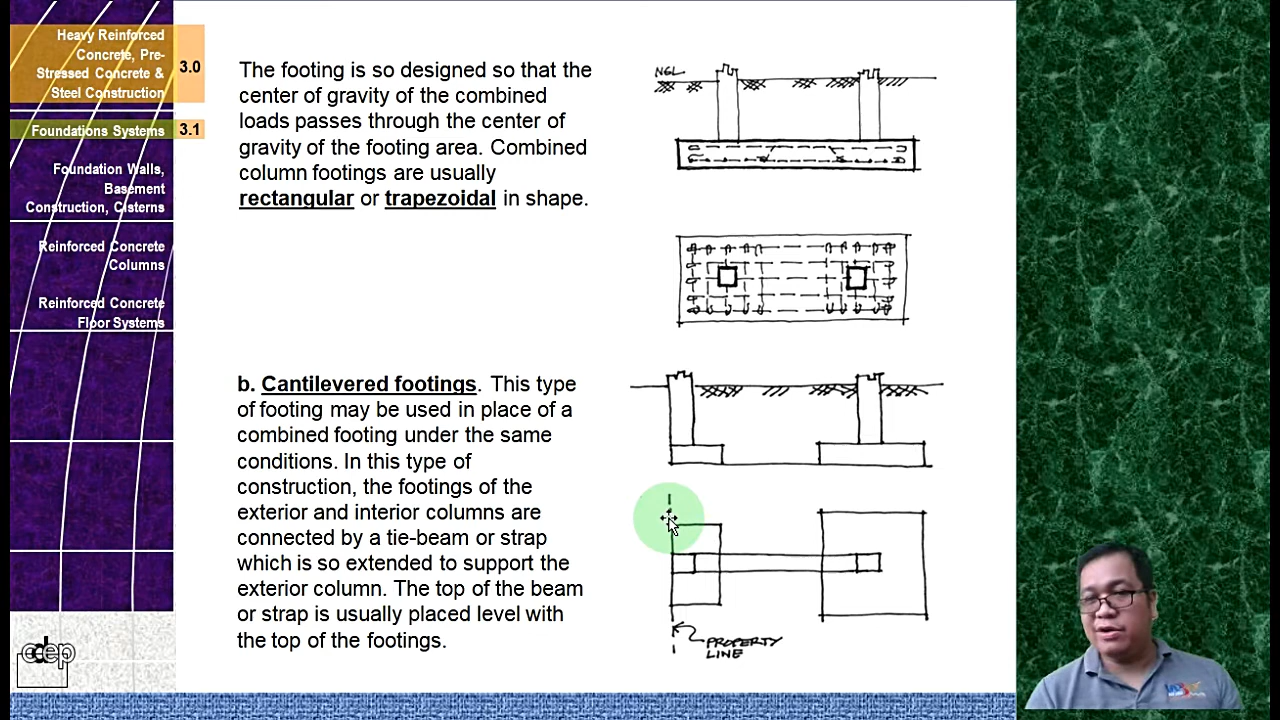 Heavy Reinforced
Concrete, Pre-
Stressed Concrete &
Steel Construction
3.0
Foundations Systems
3.1
Foundation Walls,
Basement
Construction, Cisterns
Reinforced Concrete
Columns
Reinforced Concrete
Floor Systems
The footing is so designed so that the
center of gravity of the combined
loads passes through the center of
gravity of the footing area. Combined
column footings are usually
rectangular or trapezoidal in shape.
NGL
b. Cantilevered footings. This type
of footing may be used in place of a
combined footing under the same
conditions. In this type of
construction, the footings of the
exterior and interior columns are
connected by a tie-beam or strap
which is so extended to support the
exterior column. The top of the beam
or strap is usually placed level with
the top of the footings.
PROPERTY
LINE
cdep